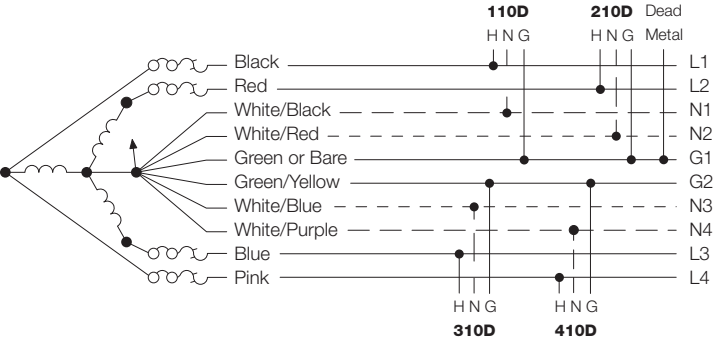 110D 210D Dead
H N G H N G Metal
Black L1
Red L2
White/Black N1
White/Red N2
Green or Bare G1
Green/Yellow G2
White/Blue N3
White/Purple N4
Blue L3
Pink L4
H N G H N G
310D 410D